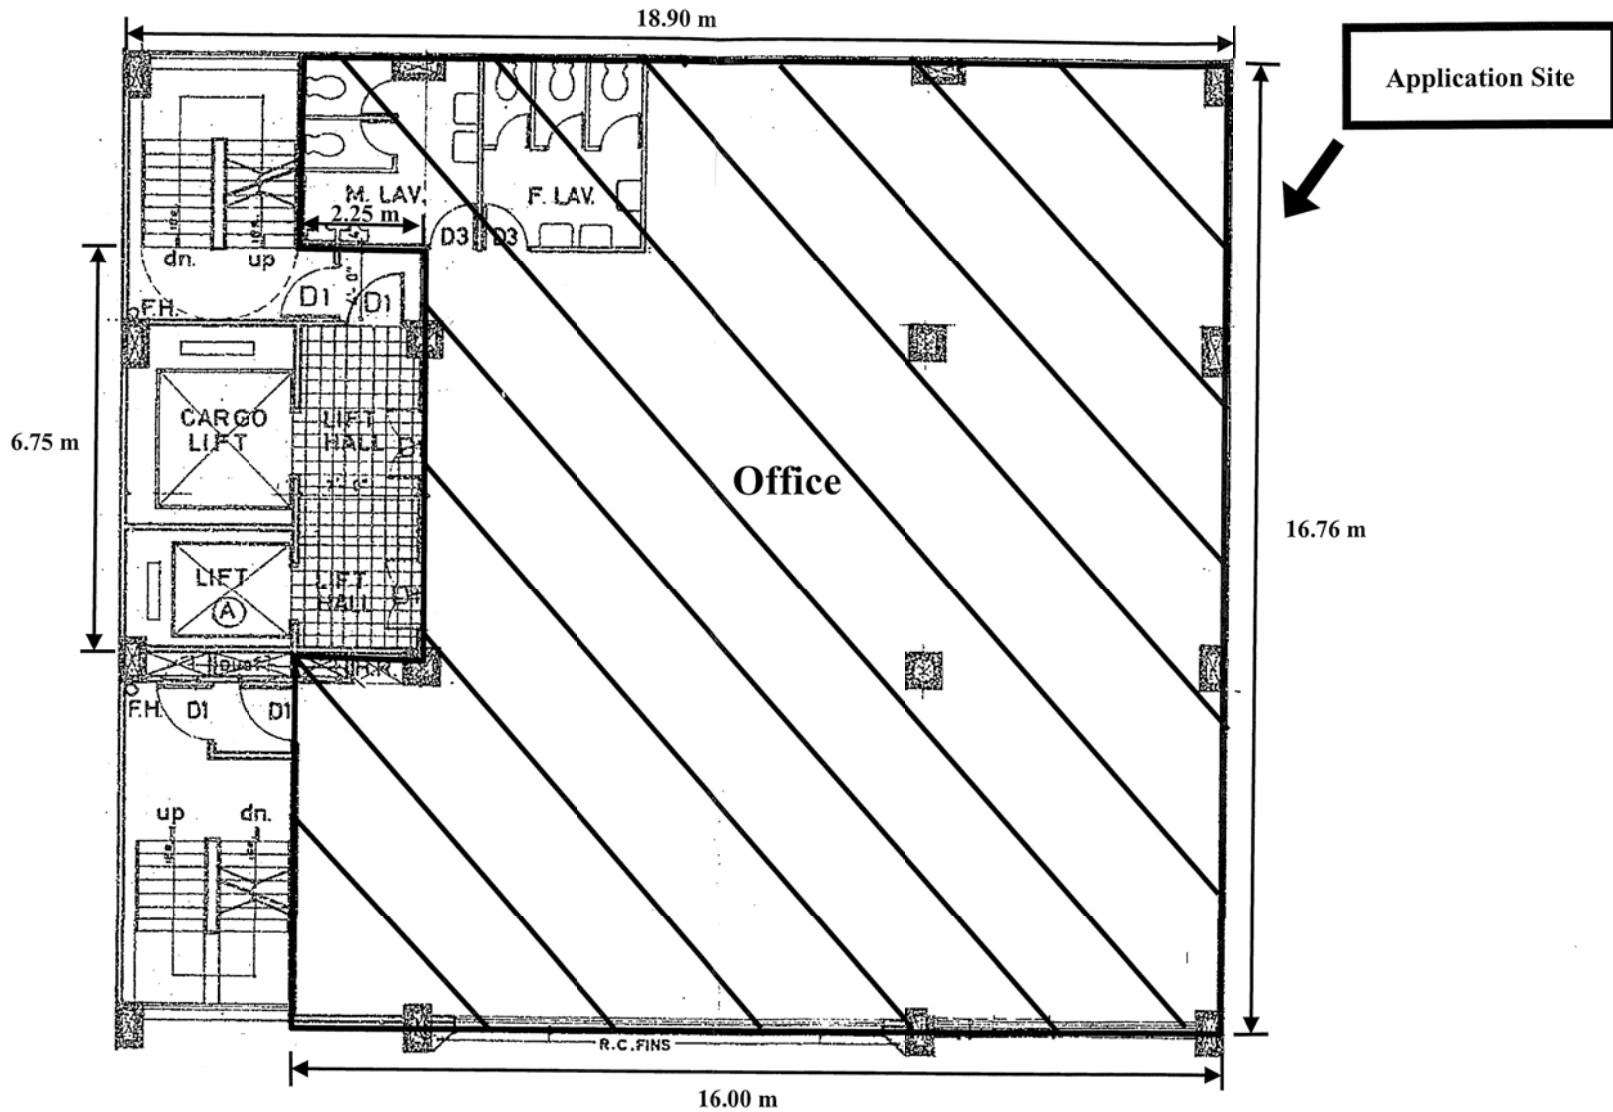 18.90 m
Application Site
M. LAV.
F. LAV.
2.25 m
D3
D3
dn.
up
D1
D1
F.H.
CARGO
LIFT
LIFT
HALL
6.75 m
Office
16.76 m
LIFT
A
LIFT
HALL
F.H.
D1
D1
up
dn.
R.C.FINS
16.00 m